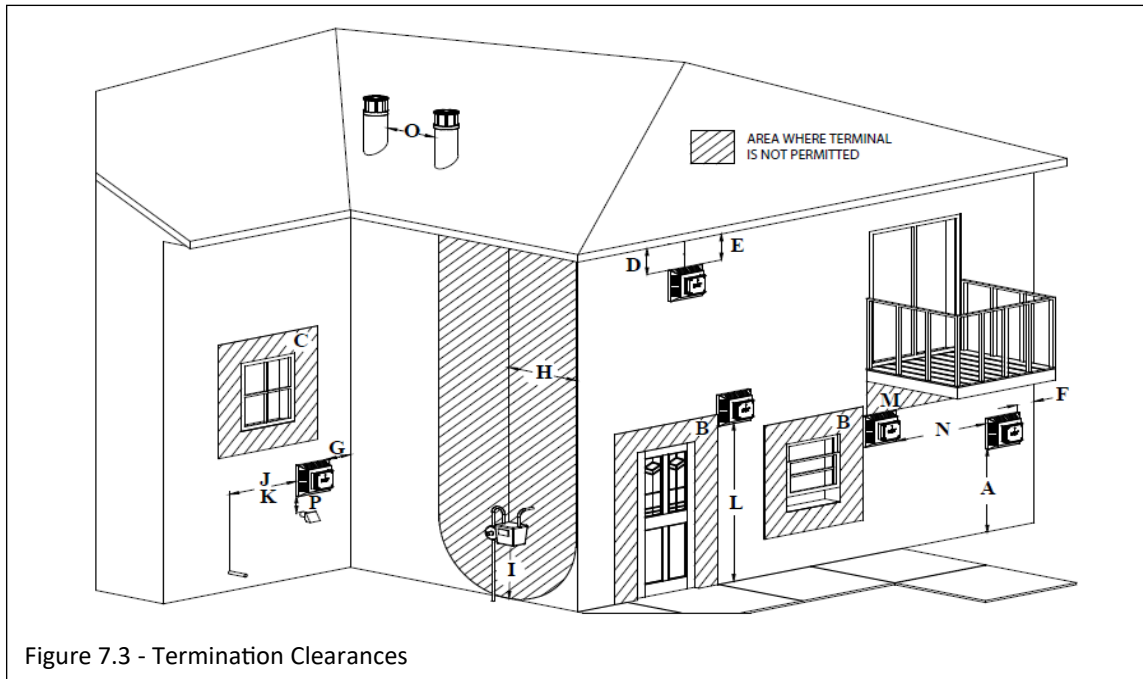 O
AREA WHERE TERMINAL
IS NOT PERMITTED
D
E
C
H
F
M
B
B
N
G
J
K
P
L
A
I
Figure 7.3 - Termination Clearances